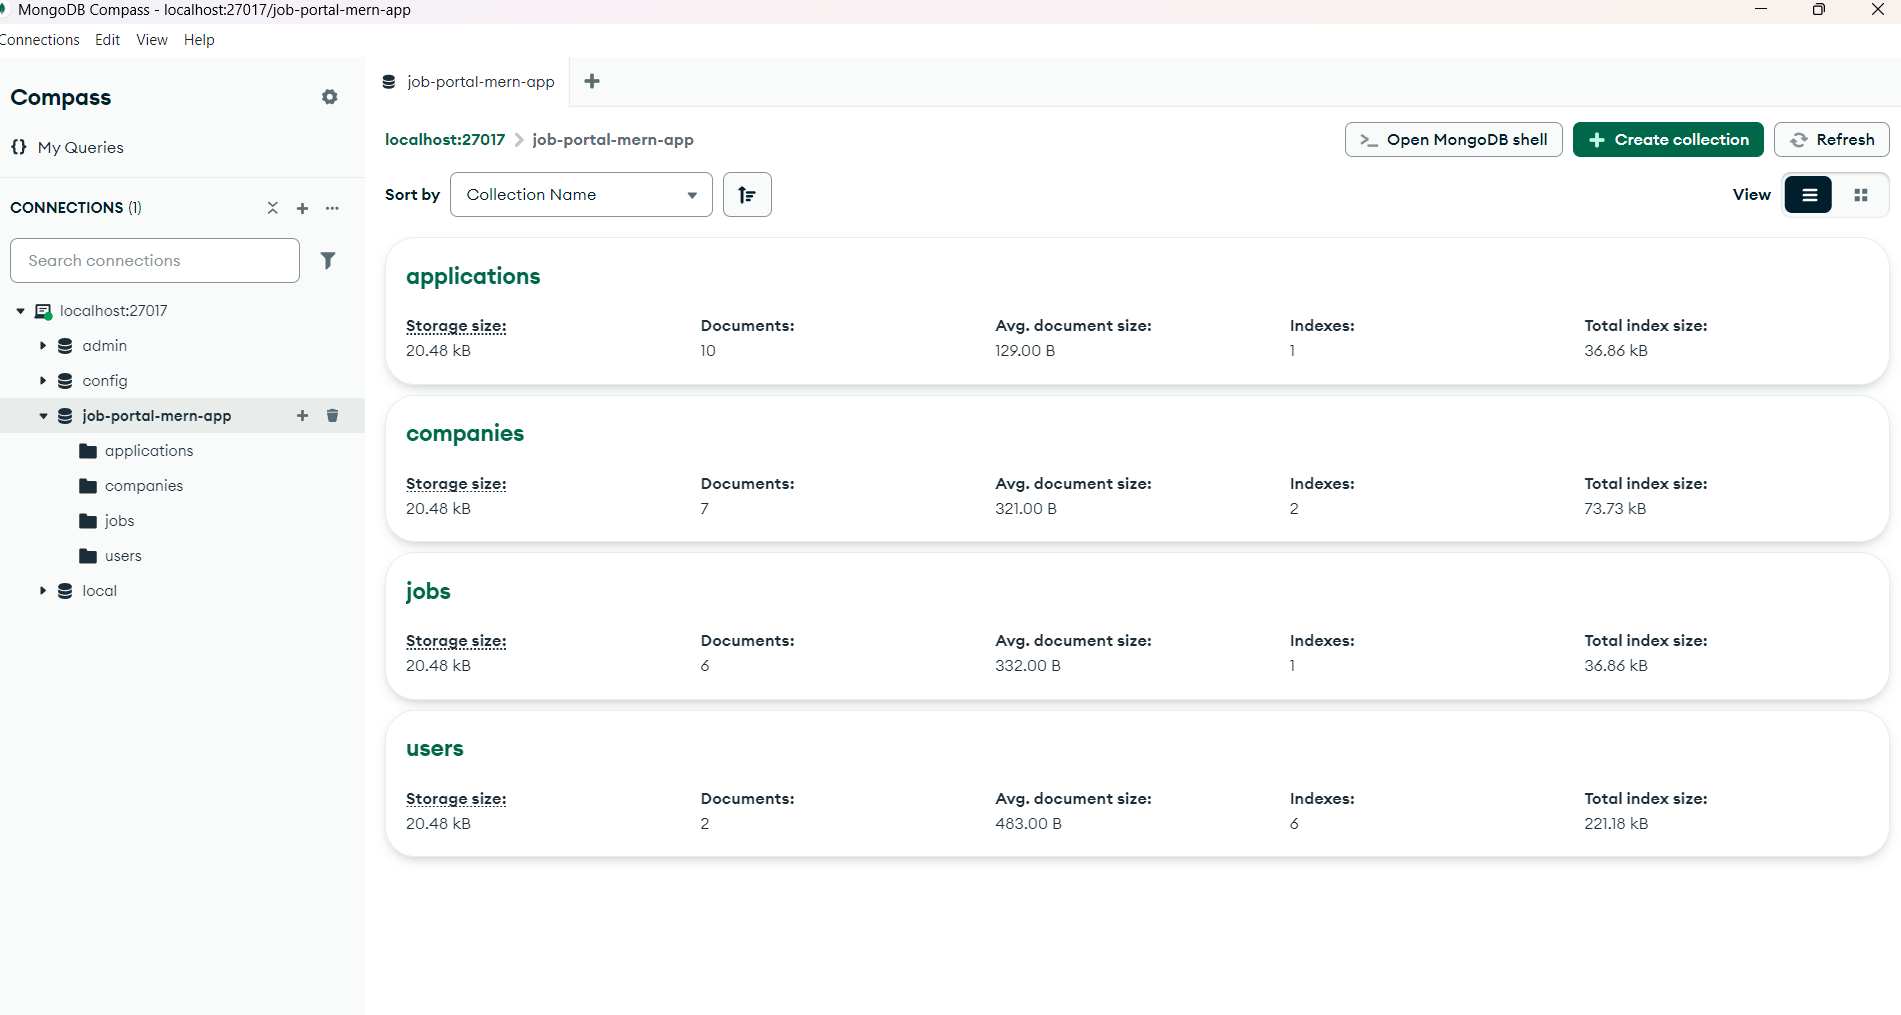 MongoDB Compass - localhost:27017/job-portal-mern-app
Connections Edit View Help
Compass
{} My Queries
CONNECTIONS (1)
Search connections
localhost:27017
admin
config
job-portal-mern-app
applications
companies
jobs
users
local
job-portal-mern-app
localhost:27017 > job-portal-mern-app
>_ Open MongoDB shell
+ Create collection
Refresh
Sort by Collection Name
View
applications
Storage size: Documents: Avg. document size: Indexes: Total index size:
20.48 kB 10 129.00 B 1 36.86 kB
companies
Storage size: Documents: Avg. document size: Indexes: Total index size:
20.48 kB 7 321.00 B 2 73.73 kB
jobs
Storage size: Documents: Avg. document size: Indexes: Total index size:
20.48 kB 6 332.00 B 1 36.86 kB
users
Storage size: Documents: Avg. document size: Indexes: Total index size:
20.48 kB 2 483.00 B 6 221.18 kB